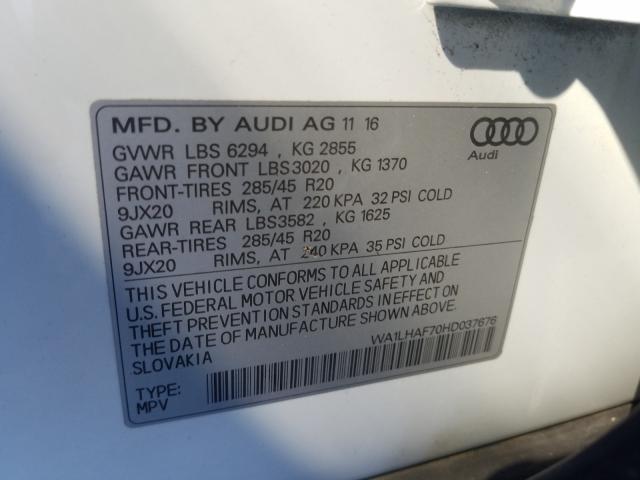 MFD. BY AUDI AG 11 16
Audi
GVWR LBS 6294 , KG 2855
GAWR FRONT LBS3020 , KG 1370
FRONT-TIRES 285/45 R20
9JX20 RIMS, AT 220 KPA 32 PSI COLD
GAWR REAR LBS3582 , KG 1625
REAR-TIRES 285/45 R20
9JX20 RIMS, AT 240 KPA 35 PSI COLD
THIS VEHICLE CONFORMS TO ALL APPLICABLE
U.S. FEDERAL MOTOR VEHICLE SAFETY AND
THEFT PREVENTION STANDARDS IN EFFECT ON
THE DATE OF MANUFACTURE SHOWN ABOVE.
SLOVAKIA
WA1LHAF70HD037676
TYPE:
MPV